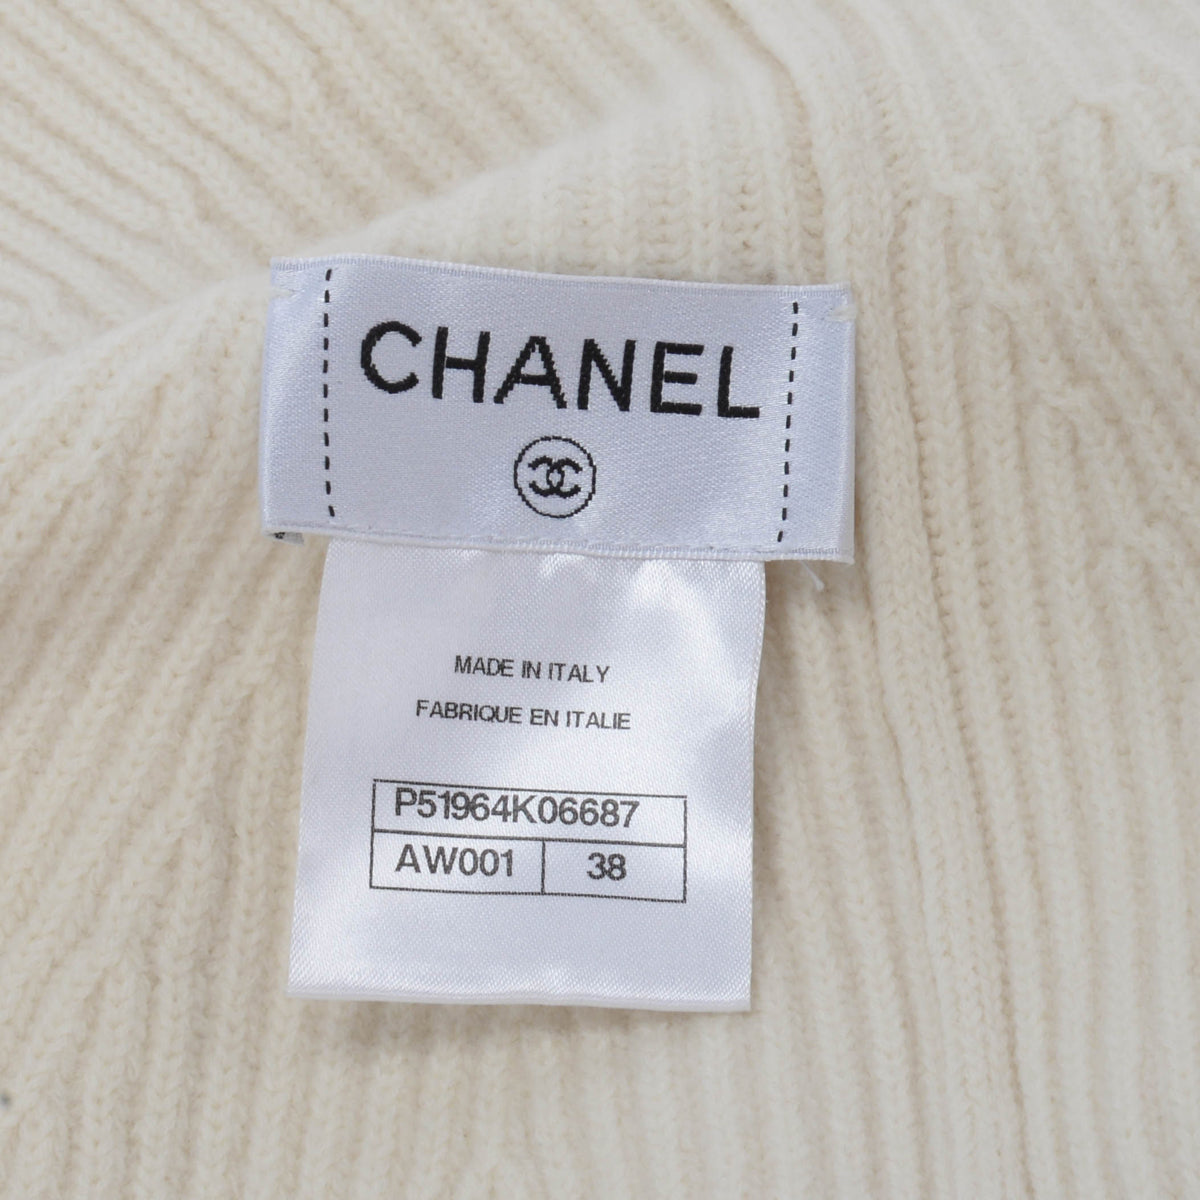 CHANEL
MADE IN ITALY
FABRIQUE EN ITALIE
P51964K06687
AW001 38